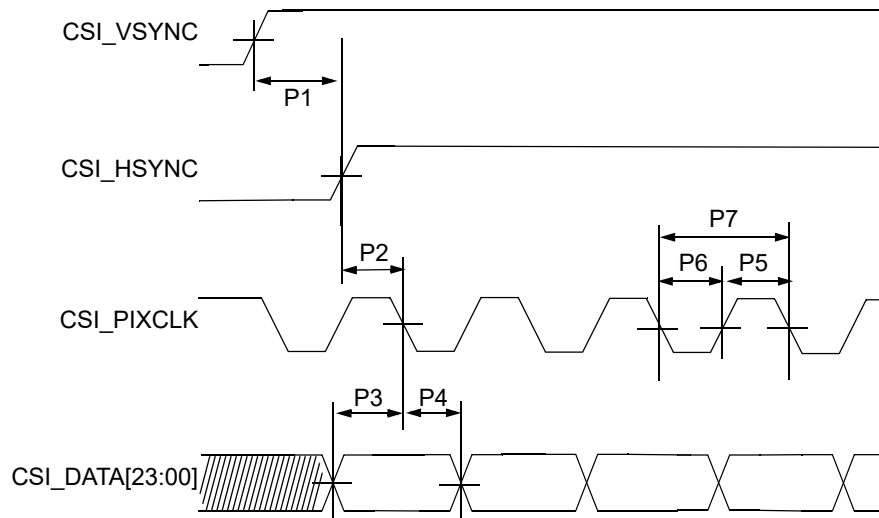 CSI_VSYNC
P1
CSI_HSYNC
P7
P2
P6
P5
CSI_PIXCLK
P3
P4
CSI_DATA[23:00]